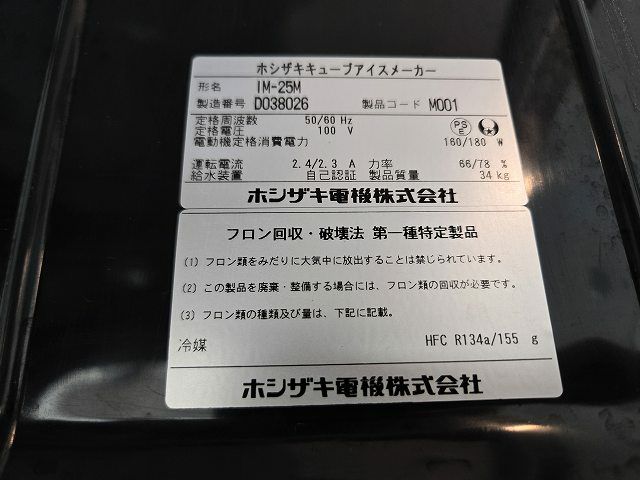 ホシザキキューブアイスメーカー
形名 IM-25M
製造番号 D038026 製品コード M001
定格周波数 50/60 Hz
定格電圧 100 V
電動機定格消費電力 160/180 W
PSE
運転電流 2.4/2.3 A 力率 66/78 %
給水装置 自己認証 製品質量 34 kg
ホシザキ電機株式会社
フロン回収・破壊法 第一種特定製品
(1) フロン類をみだりに大気中に放出することは禁じられています。
(2) この製品を廃棄・整備する場合には、フロン類の回収が必要です。
(3) フロン類の種類及び量は、下記に記載。
冷媒 HFC R134a/155 g
ホシザキ電機株式会社